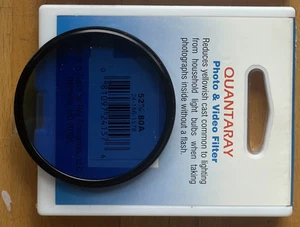 QUANTARAY
Photo & Video Filter
Reduces yellowish cast common to lighting
from household light bulbs when taking
photographs inside without a flash.
52mm 80A